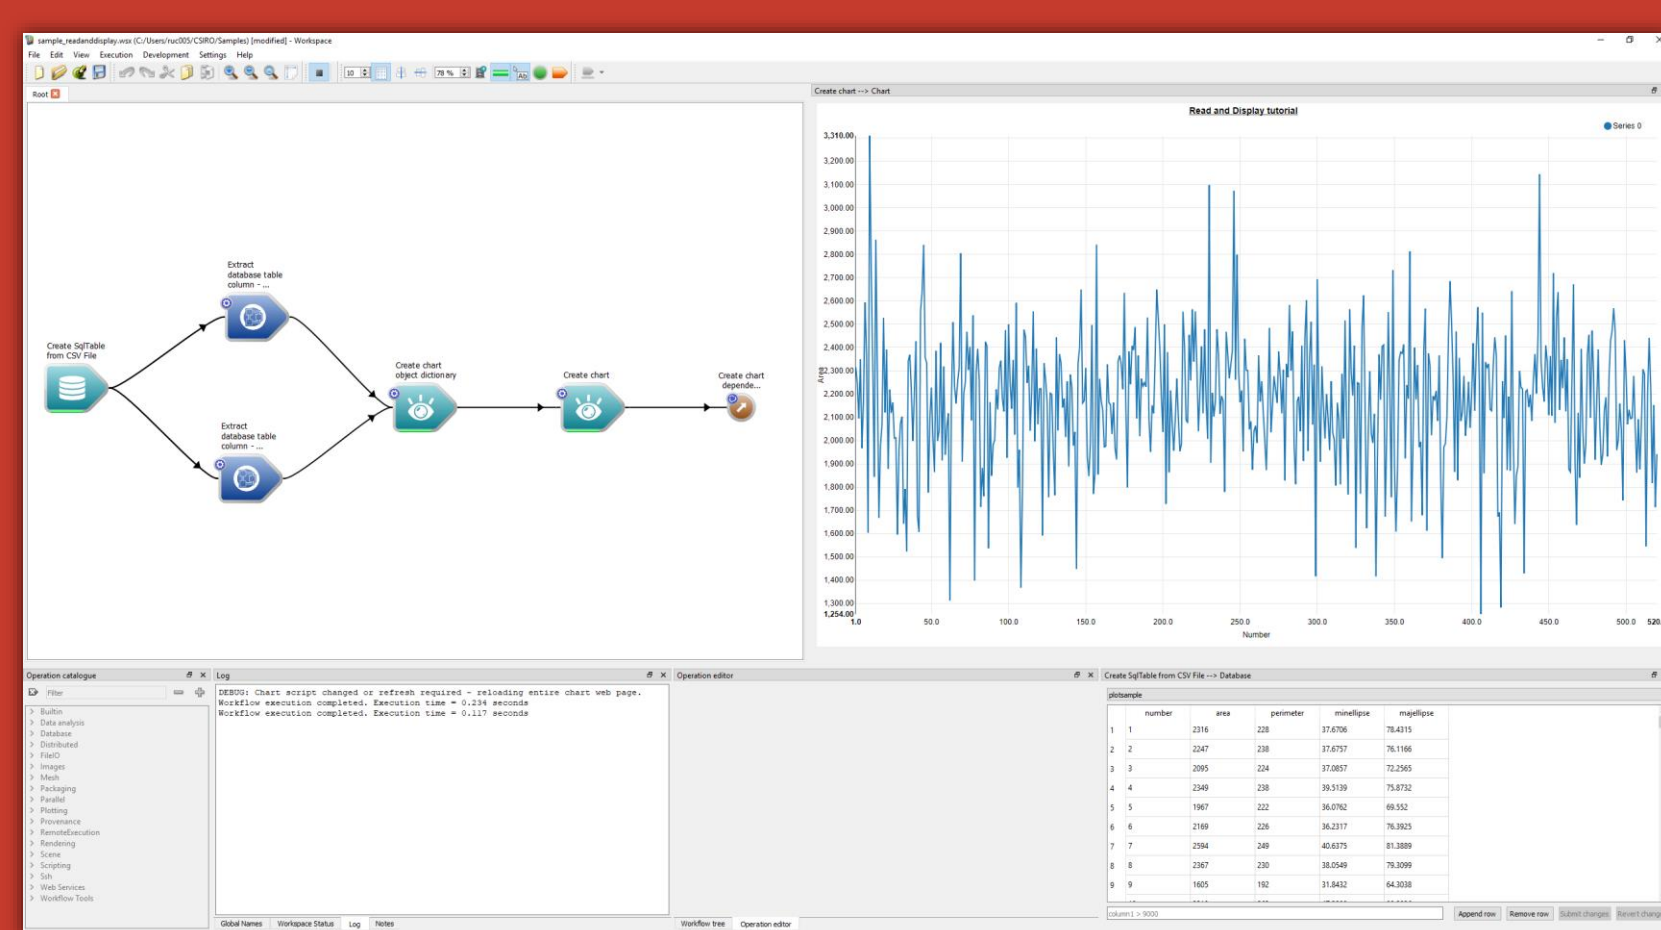 sample_readanddisplay.wsx (C:/Users/ruc005/CSIRO/Samples) [modified] - Workspace
File Edit View Execution Development Settings Help
10 78 % Ab
Root
Create SqlTable
from CSV File
Extract
database table
column - ...
Extract
database table
column - ...
Create chart
object dictionary
Create chart
Create chart
depende...
Create chart --> Chart
Read and Display tutorial
Series 0
3,310.00
3,200.00
3,100.00
3,000.00
2,900.00
2,800.00
2,700.00
2,600.00
2,500.00
2,400.00
2,300.00
2,200.00
2,100.00
2,000.00
1,900.00
1,800.00
1,700.00
1,600.00
1,500.00
1,400.00
1,300.00
1,254.00
Area
1.0 50.0 100.0 150.0 200.0 250.0 300.0 350.0 400.0 450.0 500.0 520.
Number
Operation catalogue
Filter
Builtin
Data analysis
Database
Distributed
FileIO
Images
Mesh
Packaging
Parallel
Plotting
Provenance
RemoteExecution
Rendering
Scene
Scripting
Ssh
Web Services
Workflow Tools
Log
DEBUG: Chart script changed or refresh required - reloading entire chart web page.
Workflow execution completed. Execution time = 0.234 seconds
Workflow execution completed. Execution time = 0.117 seconds
Global Names Workspace Status Log Notes
Operation editor
Workflow tree Operation editor
Create SqlTable from CSV File --> Database
plotsample
number area perimeter minellipse majellipse
1 1 2316 228 37.6706 78.4315
2 2 2247 238 37.6757 76.1166
3 3 2095 224 37.0857 72.2565
4 4 2349 238 39.5139 75.8732
5 5 1967 222 36.0762 69.552
6 6 2169 226 36.2317 76.3925
7 7 2594 249 40.6375 81.3889
8 8 2367 230 38.0549 79.3099
9 9 1605 192 31.8432 64.3038
column1 > 9000
Append row Remove row Submit changes Revert chang